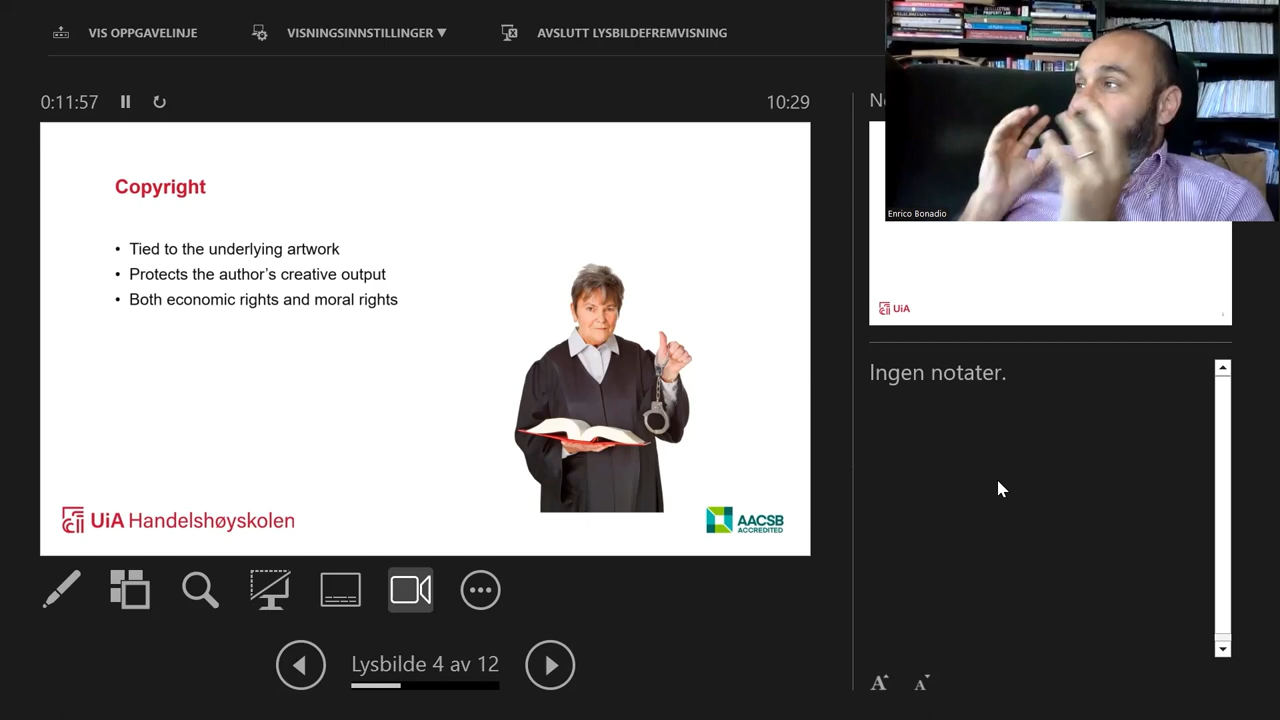 VIS OPPGAVELINJE
VISNINGSINNSTILLINGER ▼
AVSLUTT LYSBILDEFREMVISNING
0:11:57
10:29
Copyright
• Tied to the underlying artwork
• Protects the author's creative output
• Both economic rights and moral rights
UiA Handelshøyskolen
AACSB
ACCREDITED
Lysbilde 4 av 12
Enrico Bonadio
UiA
Ingen notater.
A
A